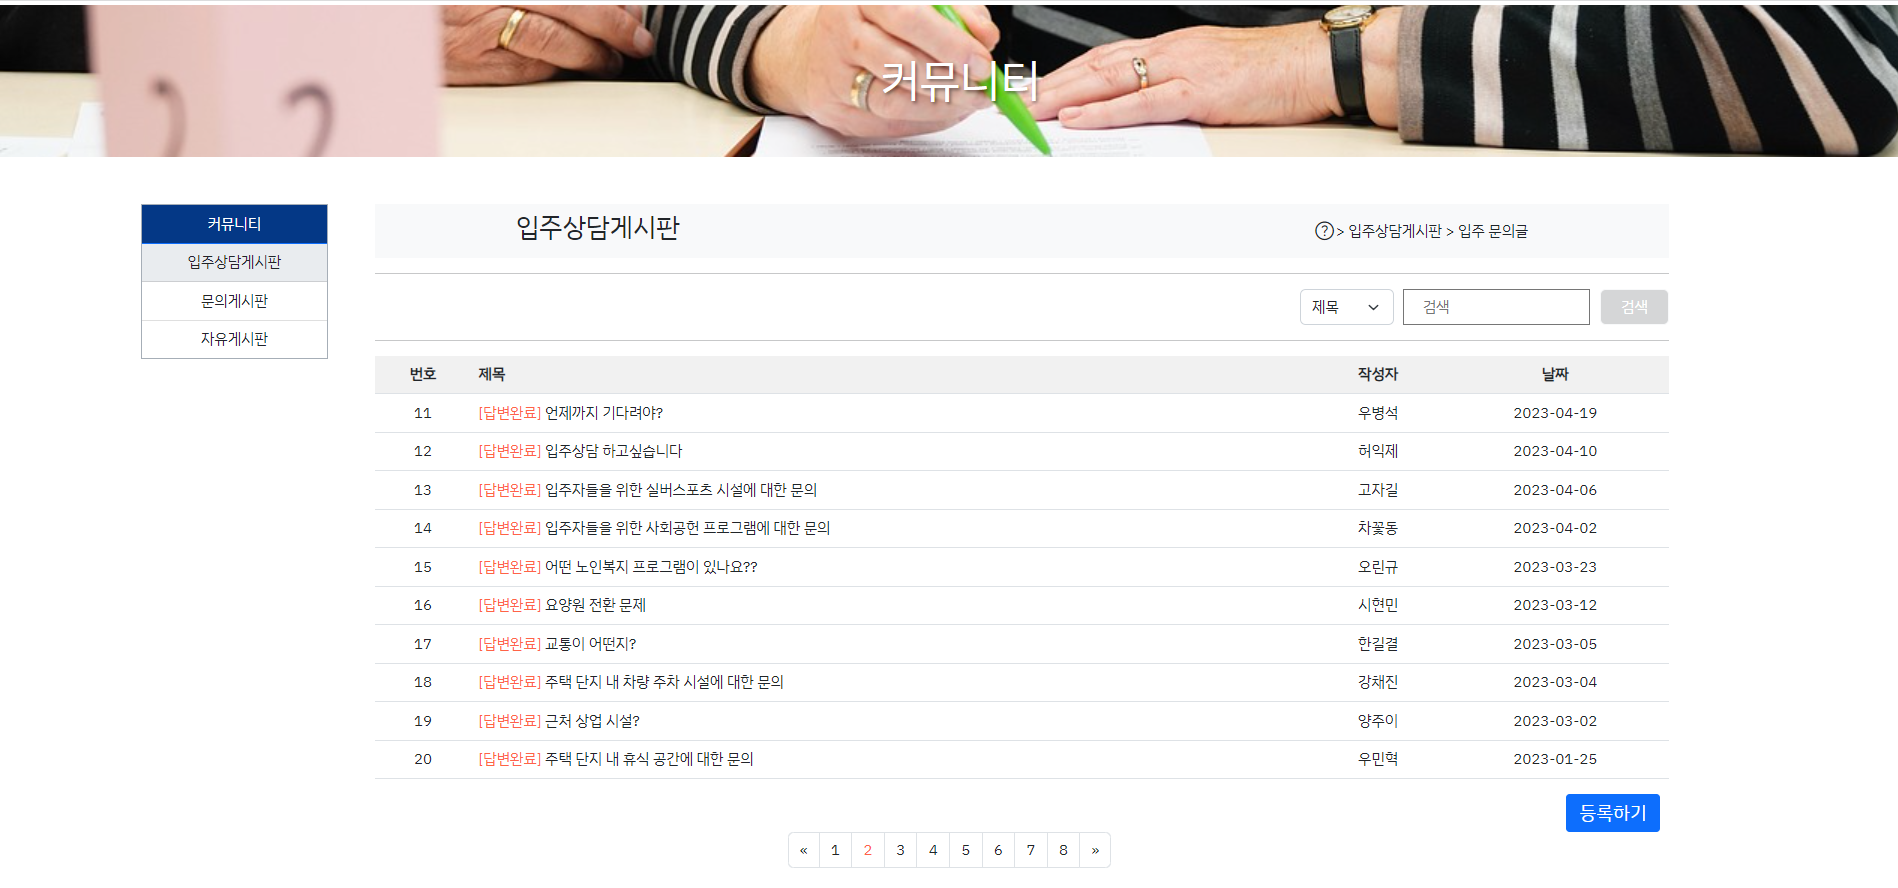 커뮤니티
커뮤니티
입주상담게시판
문의게시판
자유게시판
입주상담게시판
? > 입주상담게시판 > 입주 문의글
제목 검색 검색
번호 제목 작성자 날짜
11 [답변완료] 언제까지 기다려야? 우병석 2023-04-19
12 [답변완료] 입주상담 하고싶습니다 허익제 2023-04-10
13 [답변완료] 입주자들을 위한 실버스포츠 시설에 대한 문의 고자길 2023-04-06
14 [답변완료] 입주자들을 위한 사회공헌 프로그램에 대한 문의 차꽃동 2023-04-02
15 [답변완료] 어떤 노인복지 프로그램이 있나요?? 오린규 2023-03-23
16 [답변완료] 요양원 전환 문제 시현민 2023-03-12
17 [답변완료] 교통이 어떤지? 한길결 2023-03-05
18 [답변완료] 주택 단지 내 차량 주차 시설에 대한 문의 강채진 2023-03-04
19 [답변완료] 근처 상업 시설? 양주이 2023-03-02
20 [답변완료] 주택 단지 내 휴식 공간에 대한 문의 우민혁 2023-01-25
등록하기
« 1 2 3 4 5 6 7 8 »